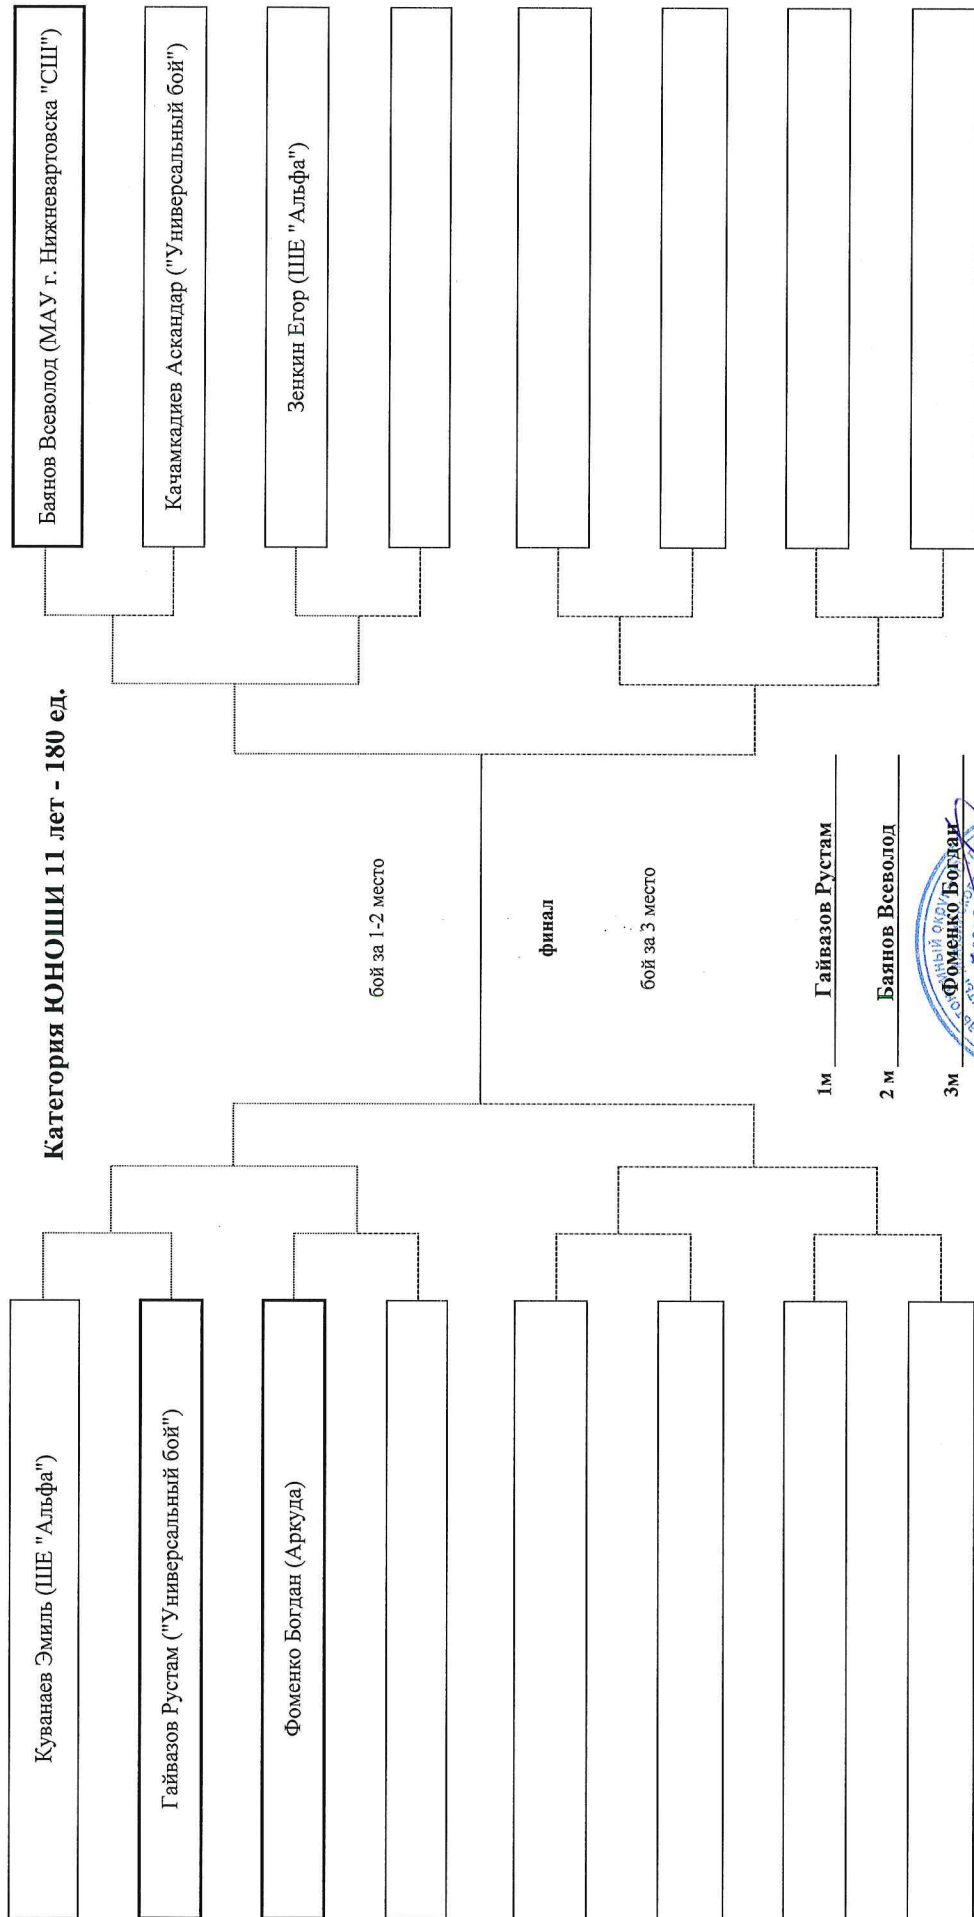 Категория ЮНОШИ 11 лет - 180 ед.
Куванаев Эмиль (ШЕ "Альфа")
Гайвазов Рустам ("Универсальный бой")
Фоменко Богдан (Аркуда)
Баянов Всеволод (МАУ г. Нижневартовска "СШ")
Качамкадиев Аскандар ("Универсальный бой")
Зенкин Егор (ШЕ "Альфа")
бой за 1-2 место
финал
бой за 3 место
1м Гайвазов Рустам
2 м Баянов Всеволод
3м Фоменко Богдан